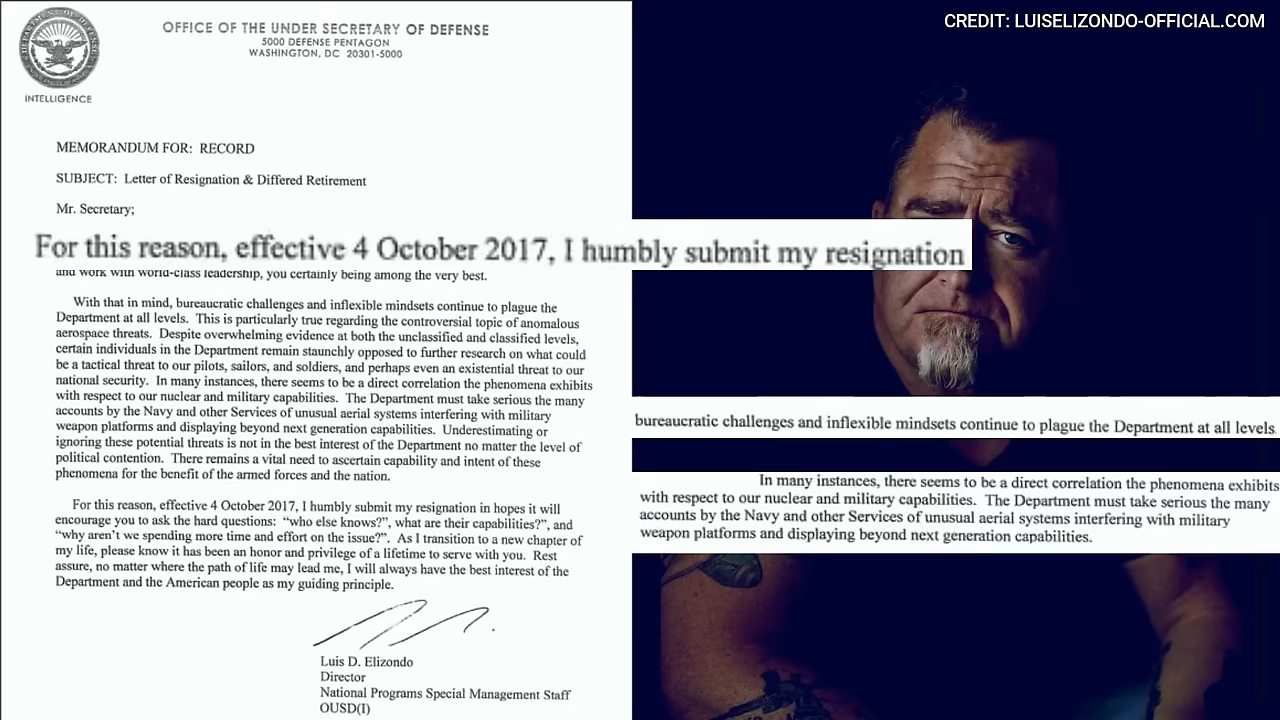 CREDIT: LUISELIZONDO-OFFICIAL.COM
OFFICE OF THE UNDER SECRETARY OF DEFENSE
5000 DEFENSE PENTAGON
WASHINGTON, DC 20301-5000
INTELLIGENCE
MEMORANDUM FOR: RECORD
SUBJECT: Letter of Resignation & Differed Retirement
Mr. Secretary;
For this reason, effective 4 October 2017, I humbly submit my resignation
and work with world-class leadership, you certainly being among the very best.
With that in mind, bureaucratic challenges and inflexible mindsets continue to plague the
Department at all levels. This is particularly true regarding the controversial topic of anomalous
aerospace threats. Despite overwhelming evidence at both the unclassified and classified levels,
certain individuals in the Department remain staunchly opposed to further research on what could
be a tactical threat to our pilots, sailors, and soldiers, and perhaps even an existential threat to our
national security. In many instances, there seems to be a direct correlation the phenomena exhibits
with respect to our nuclear and military capabilities. The Department must take serious the many
accounts by the Navy and other Services of unusual aerial systems interfering with military
weapon platforms and displaying beyond next generation capabilities. Underestimating or
ignoring these potential threats is not in the best interest of the Department no matter the level of
political contention. There remains a vital need to ascertain capability and intent of these
phenomena for the benefit of the armed forces and the nation.
For this reason, effective 4 October 2017, I humbly submit my resignation in hopes it will
encourage you to ask the hard questions: “who else knows?”, what are their capabilities?”, and
“why aren’t we spending more time and effort on the issue?”. As I transition to a new chapter of
my life, please know it has been an honor and privilege of a lifetime to serve with you. Rest
assure, no matter where the path of life may lead me, I will always have the best interest of the
Department and the American people as my guiding principle.
Luis D. Elizondo
Director
National Programs Special Management Staff
OUSD(I)
bureaucratic challenges and inflexible mindsets continue to plague the Department at all levels.
In many instances, there seems to be a direct correlation the phenomena exhibits
with respect to our nuclear and military capabilities. The Department must take serious the many
accounts by the Navy and other Services of unusual aerial systems interfering with military
weapon platforms and displaying beyond next generation capabilities.